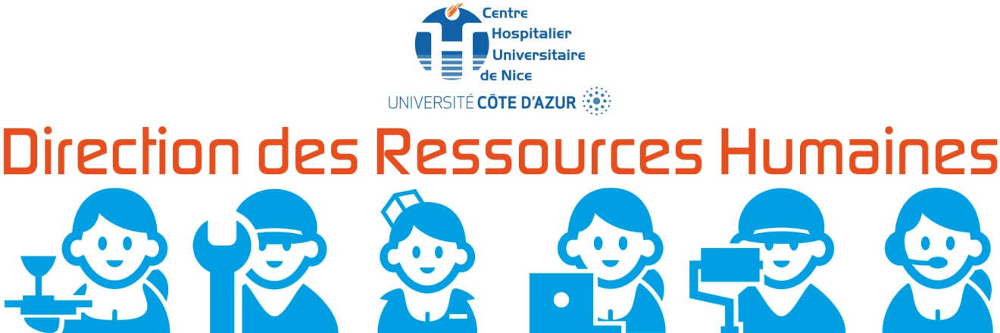 Centre
Hospitalier
Universitaire
de Nice
UNIVERSITÉ CÔTE D'AZUR
Direction des Ressources Humaines